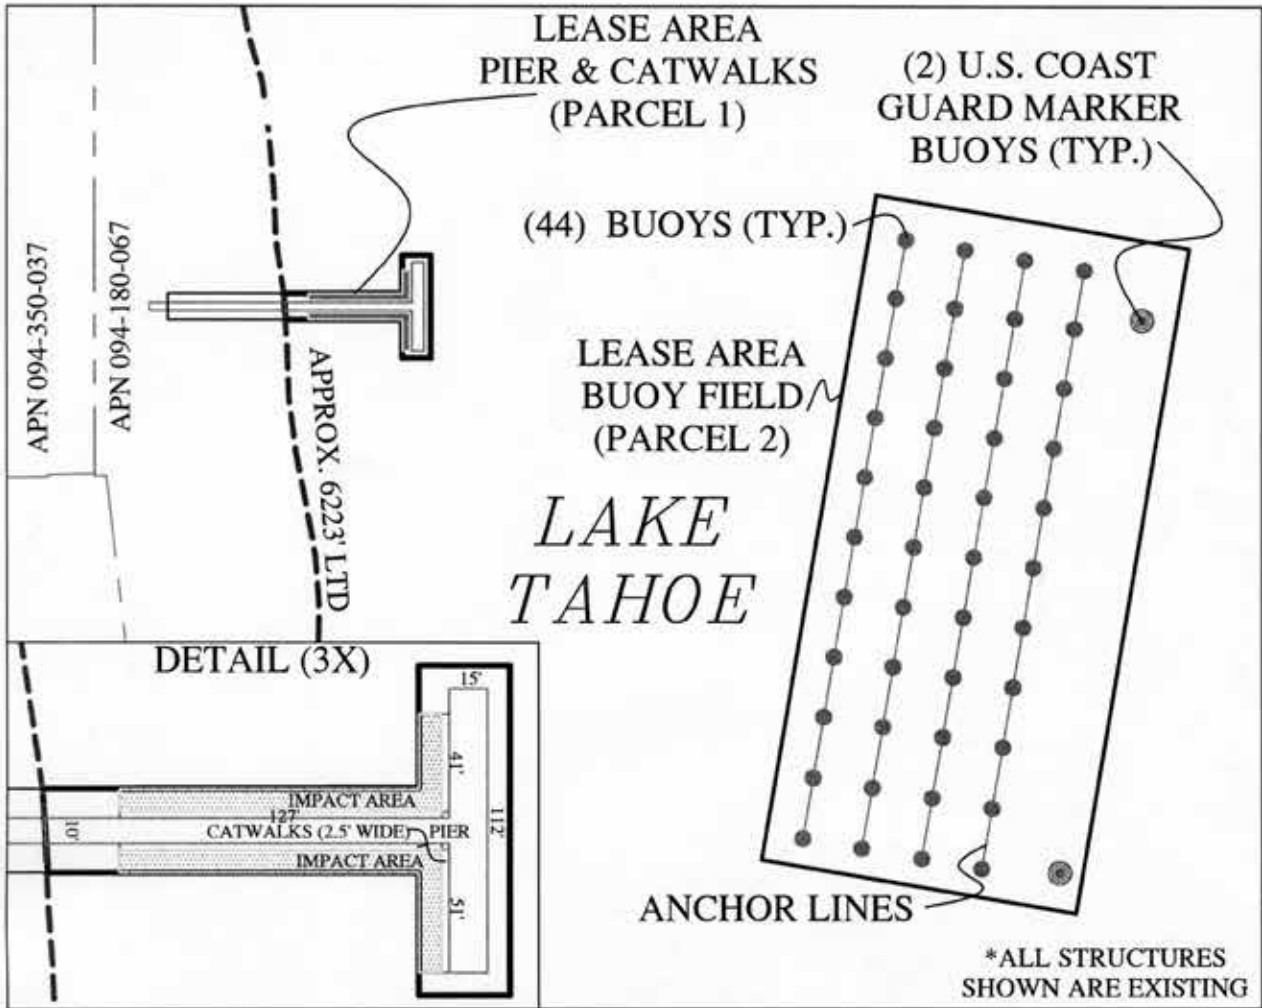 LEASE AREA
PIER & CATWALKS
(PARCEL 1)
(2) U.S. COAST
GUARD MARKER
BUOYS (TYP.)
(44) BUOYS (TYP.)
APN 094-350-037
APN 094-180-067
APPROX. 6223' LTD
LEASE AREA
BUOY FIELD
(PARCEL 2)
LAKE
TAHOE
DETAIL (3X)
15'
41'
IMPACT AREA
127'
10'
CATWALKS (2.5' WIDE)
PIER
112'
IMPACT AREA
51'
ANCHOR LINES
*ALL STRUCTURES
SHOWN ARE EXISTING